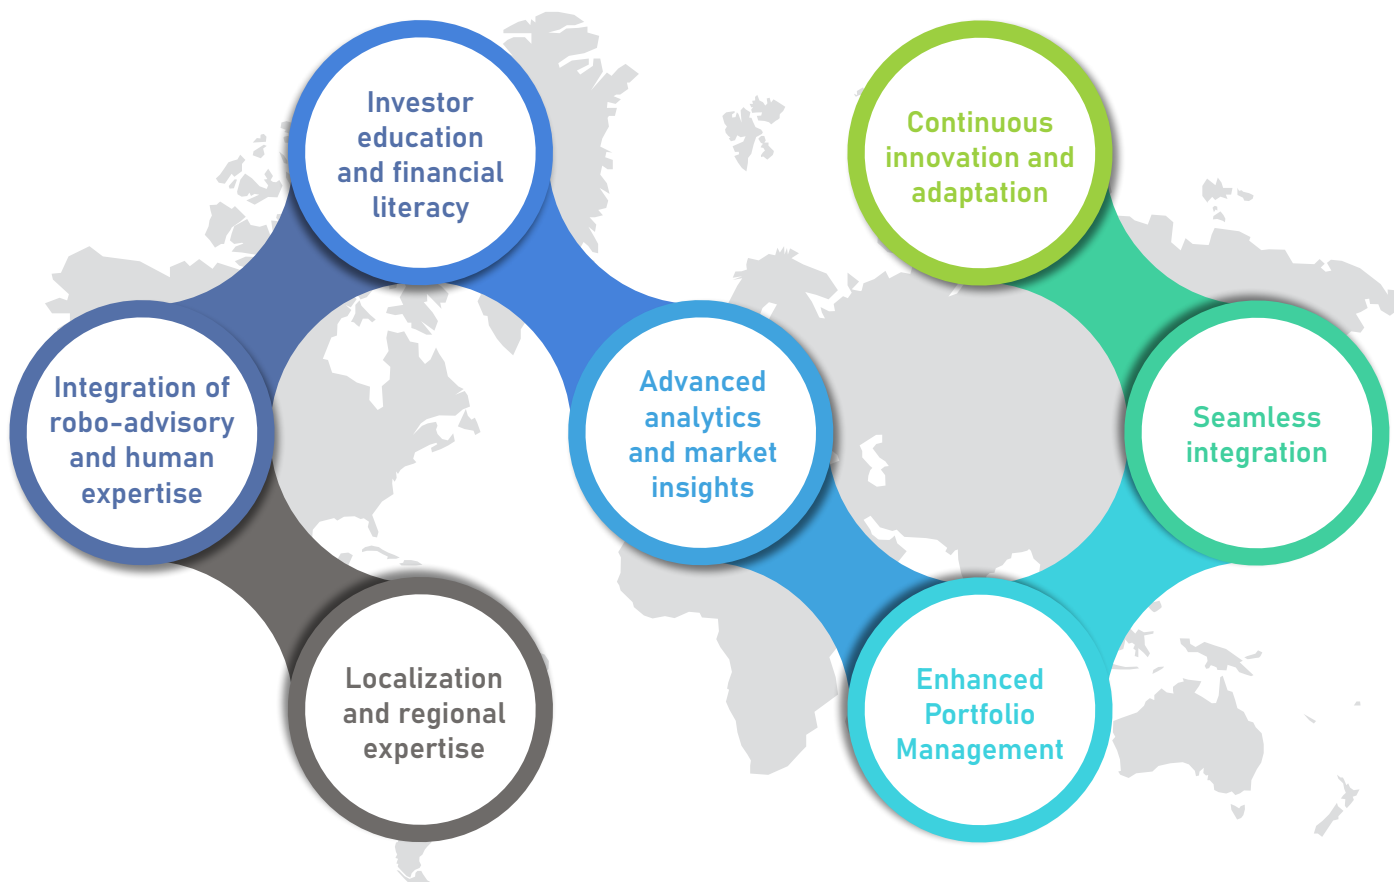 Investor
education
and financial
literacy
Continuous
innovation and
adaptation
Integration of
robo-advisory
and human
expertise
Advanced
analytics
and market
insights
Seamless
integration
Localization
and regional
expertise
Enhanced
Portfolio
Management